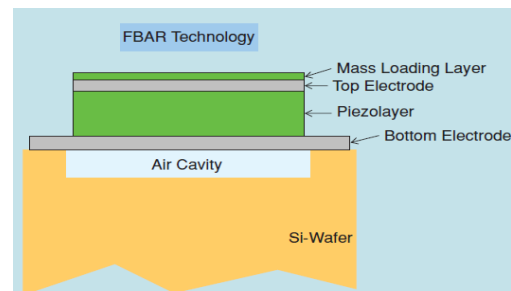 FBAR Technology
Mass Loading Layer
Top Electrode
Piezolayer
Bottom Electrode
Air Cavity
Si-Wafer